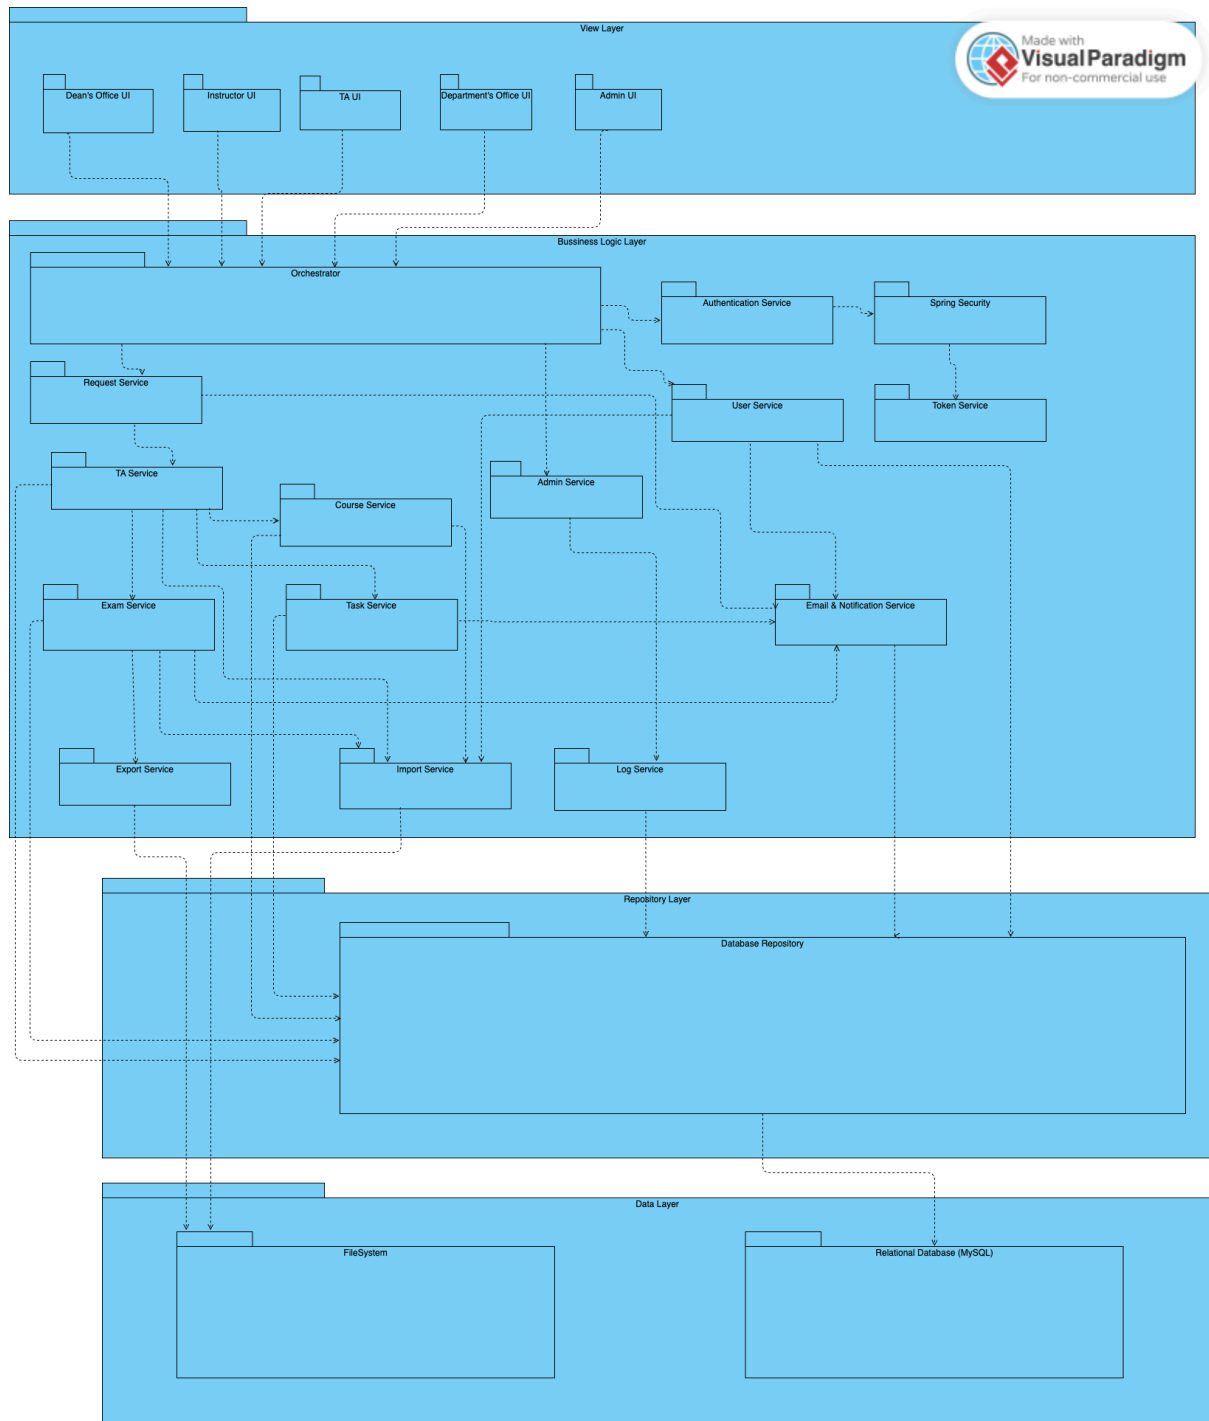 View Layer
Made with
Visual Paradigm
For non-commercial use
Dean's Office UI
Instructor UI
TA UI
Department's Office UI
Admin UI
Bussiness Logic Layer
Orchestrator
Authentication Service
Spring Security
Request Service
User Service
Token Service
TA Service
Admin Service
Course Service
Exam Service
Task Service
Email & Notification Service
Export Service
Import Service
Log Service
Repository Layer
Database Repository
Data Layer
FileSystem
Relational Database (MySQL)